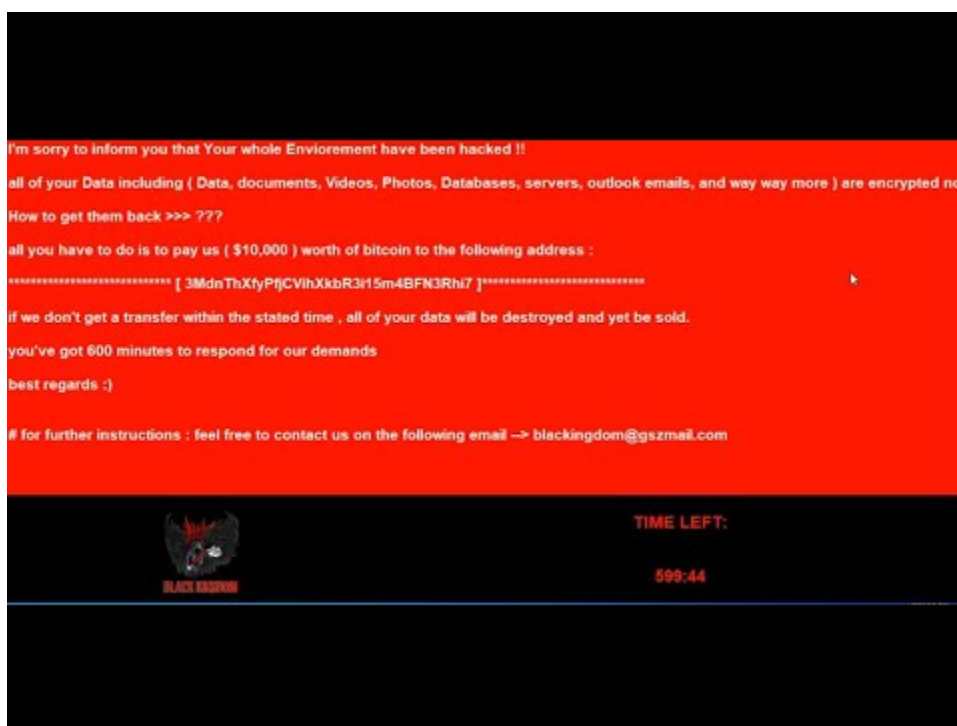 I'm sorry to inform you that Your whole Enviorement have been hacked !!
all of your Data including ( Data, documents, Videos, Photos, Databases, servers, outlook emails, and way way more ) are encrypted
How to get them back >>> ???
all you have to do is to pay us ( $10,000 ) worth of bitcoin to the following address :
****************************** [ 3MdnThXfyPfjCVihXkbR3i15m4BFN3Rhi7 ]******************************
if we don't get a transfer within the stated time , all of your data will be destroyed and yet be sold.
you've got 600 minutes to respond for our demands
best regards :)
# for further instructions : feel free to contact us on the following email --> blackingdom@gszmail.com
TIME LEFT:
599:44
BLACK KINGDOM